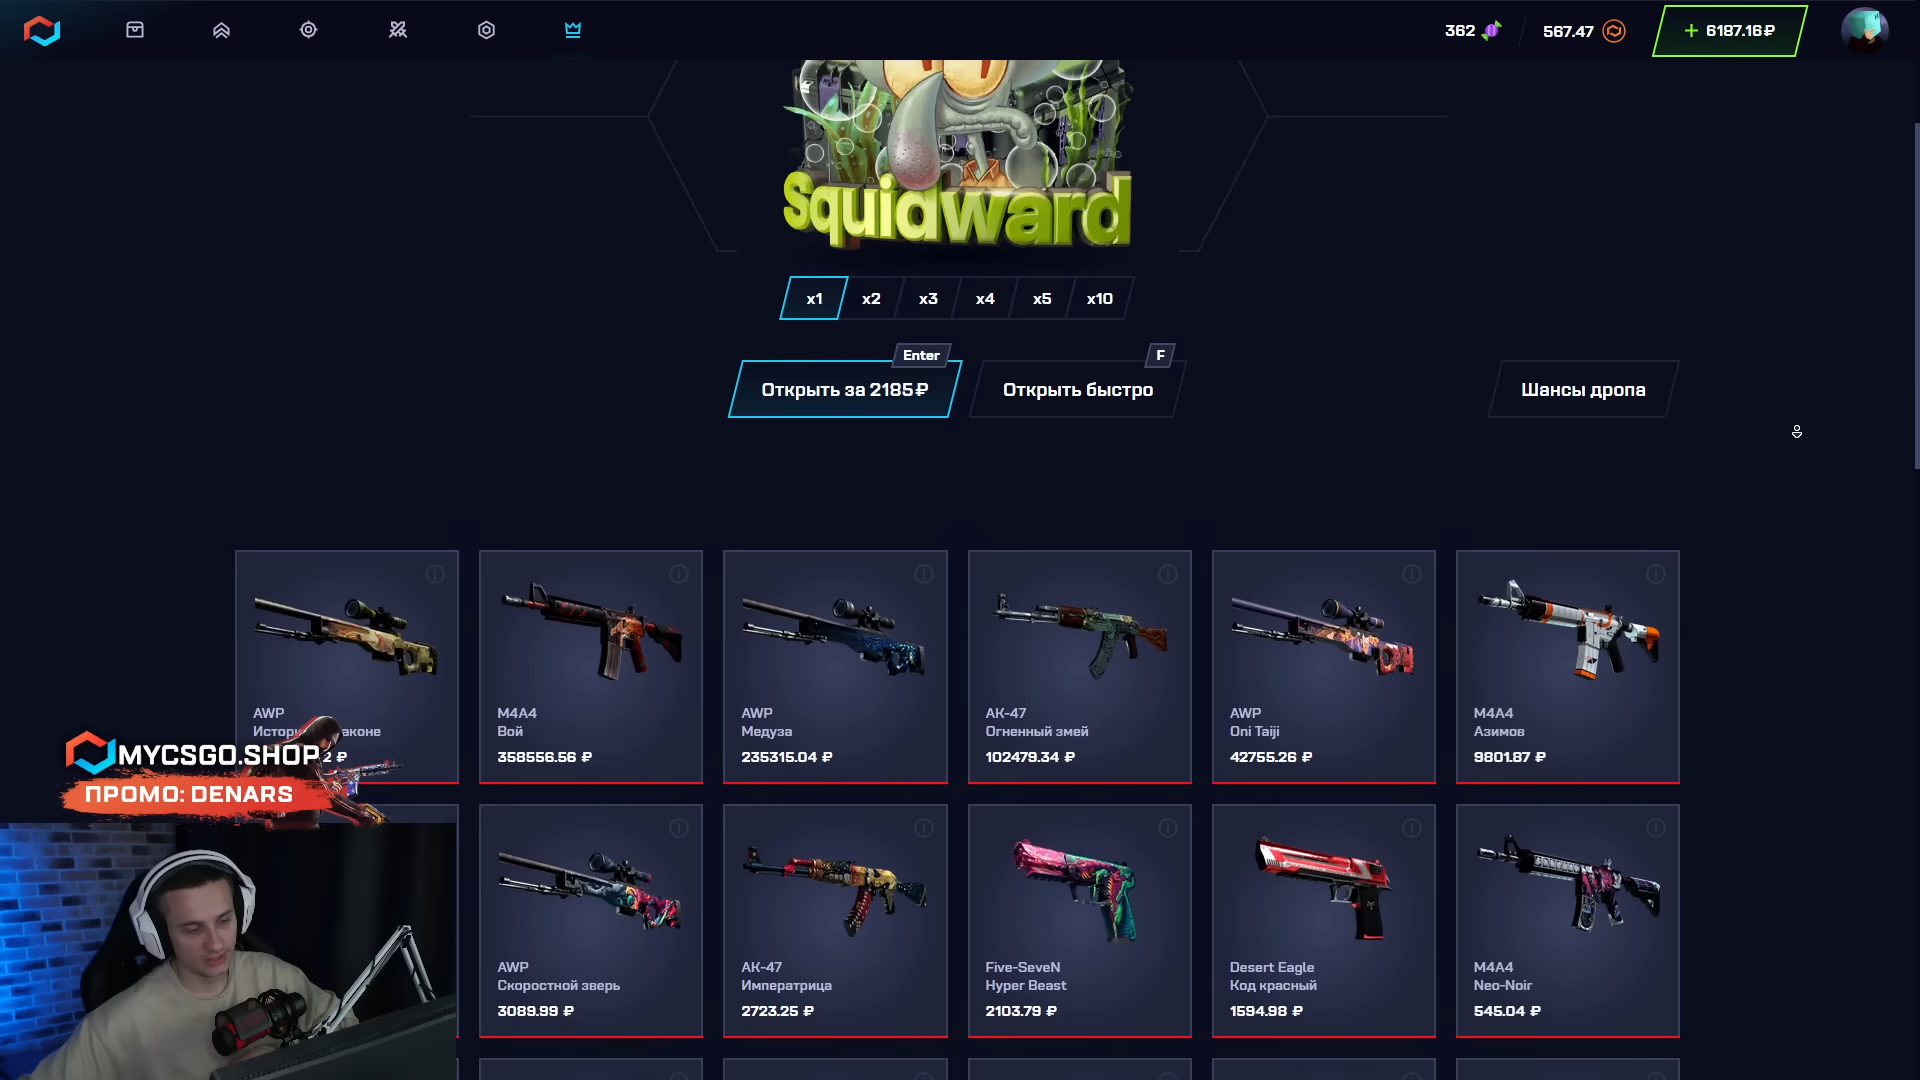 362
567.47
+ 6187.16₽
Squidward
x1
x2
x3
x4
x5
x10
Enter
F
Открыть за 2185₽
Открыть быстро
Шансы дропа
AWP
2 ₽
M4A4
Вой
358556.56 ₽
AWP
Медуза
235315.04 ₽
AK-47
Огненный змей
102479.34 ₽
AWP
Oni Taiji
42755.26 ₽
M4A4
Азимов
9801.87 ₽
MYCSGO.SHOP
ПРОМО: DENARS
AWP
Скоростной зверь
3089.99 ₽
AK-47
Императрица
2723.25 ₽
Five-SeveN
Hyper Beast
2103.79 ₽
Desert Eagle
Код красный
1594.98 ₽
M4A4
Neo-Noir
545.04 ₽